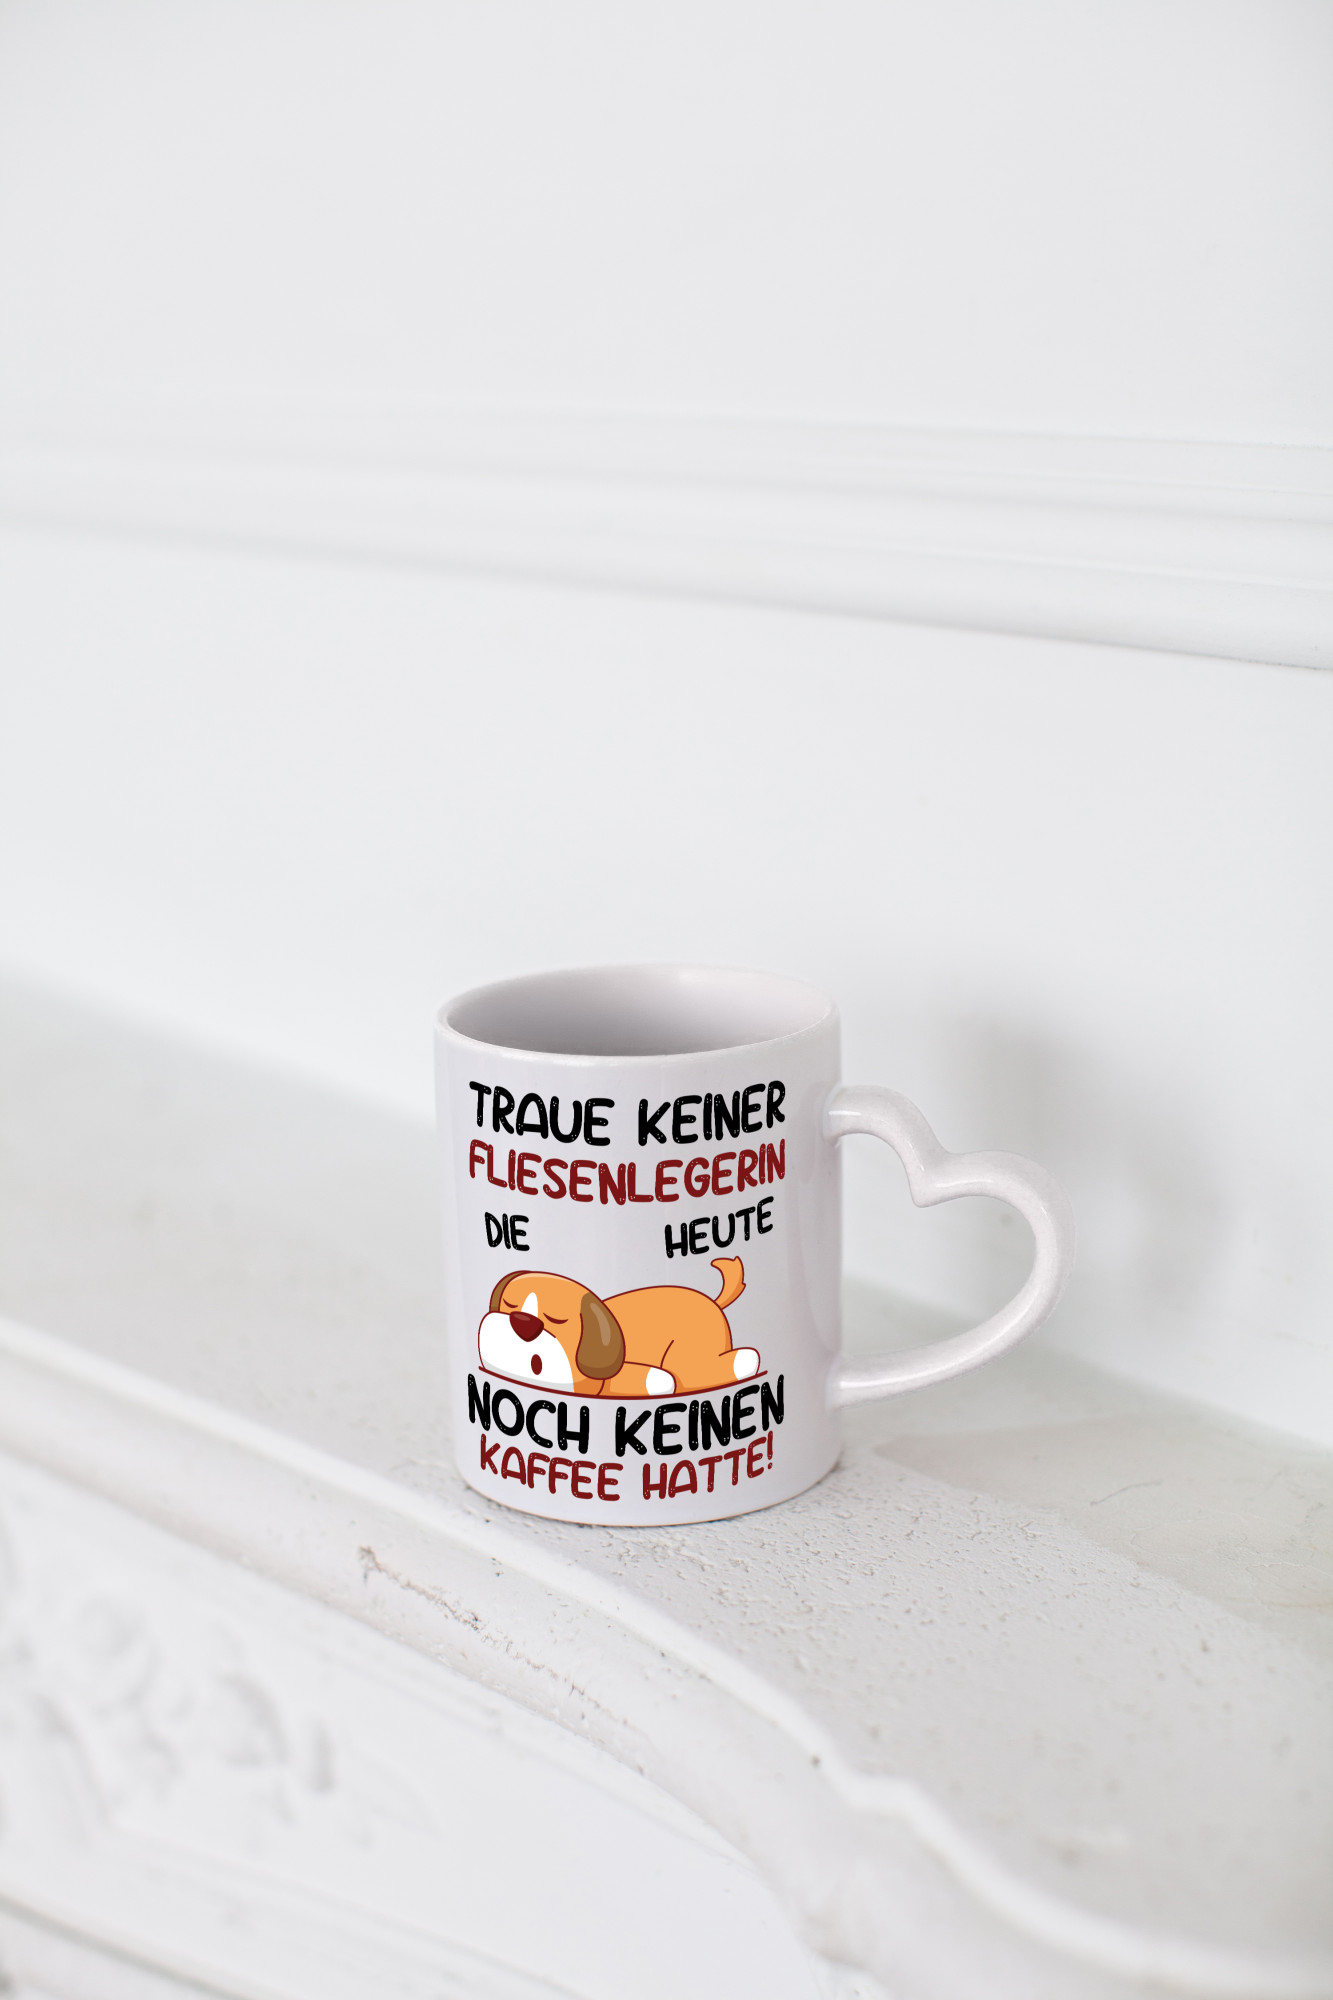 TRAUE KEINER
FLIESENLEGERIN
DIE HEUTE
NOCH KEINEN
KAFFEE HATTE!